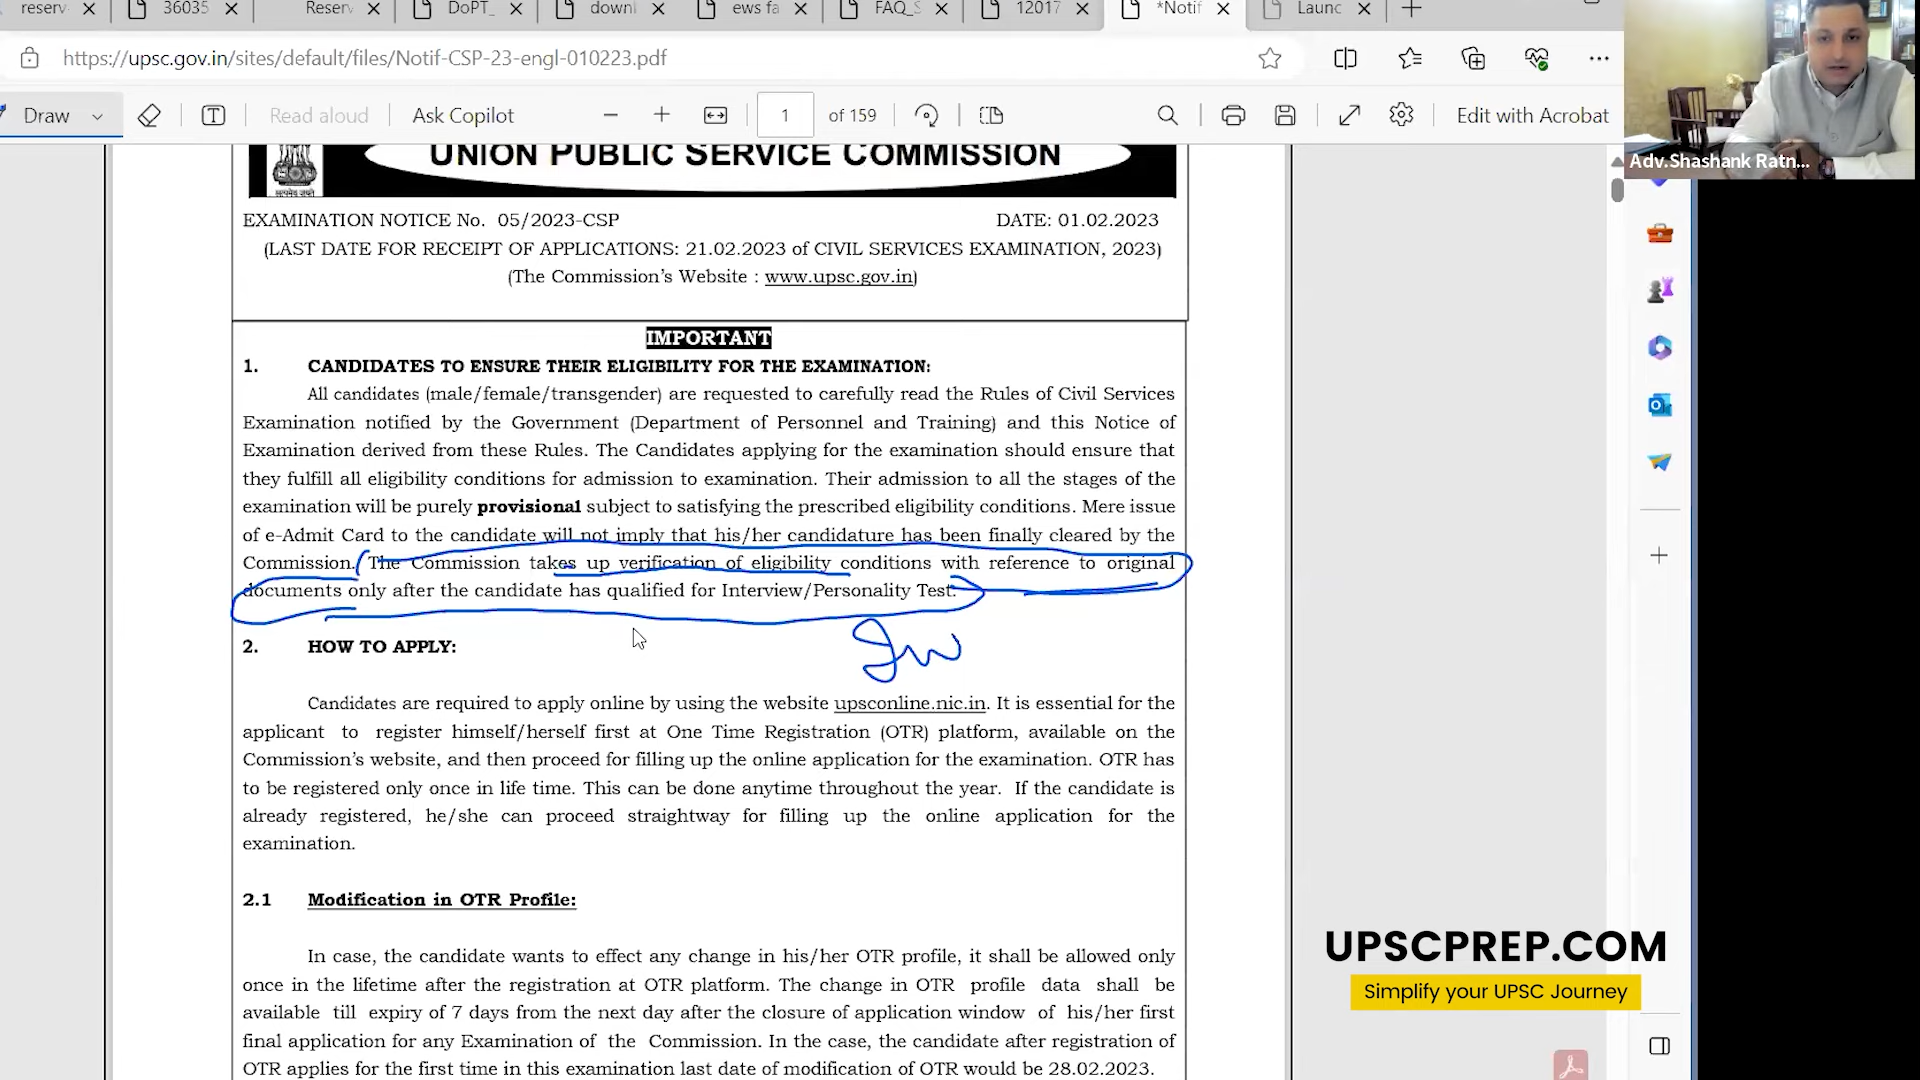 reserv
36035
Reserv
DoPT_
downl
ews fa
FAQ_S
12017
*Notif
Launc
https://upsc.gov.in/sites/default/files/Notif-CSP-23-engl-010223.pdf
Draw
Read aloud
Ask Copilot
1 of 159
Edit with Acrobat
Adv.Shashank Ratn...
UNION PUBLIC SERVICE COMMISSION
EXAMINATION NOTICE No. 05/2023-CSP DATE: 01.02.2023
(LAST DATE FOR RECEIPT OF APPLICATIONS: 21.02.2023 of CIVIL SERVICES EXAMINATION, 2023)
(The Commission's Website : www.upsc.gov.in)
IMPORTANT
1. CANDIDATES TO ENSURE THEIR ELIGIBILITY FOR THE EXAMINATION:
All candidates (male/female/transgender) are requested to carefully read the Rules of Civil Services
Examination notified by the Government (Department of Personnel and Training) and this Notice of
Examination derived from these Rules. The Candidates applying for the examination should ensure that
they fulfill all eligibility conditions for admission to examination. Their admission to all the stages of the
examination will be purely provisional subject to satisfying the prescribed eligibility conditions. Mere issue
of e-Admit Card to the candidate will not imply that his/her candidature has been finally cleared by the
Commission. The Commission takes up verification of eligibility conditions with reference to original
documents only after the candidate has qualified for Interview/Personality Test.
2. HOW TO APPLY:
Candidates are required to apply online by using the website upsconline.nic.in. It is essential for the
applicant to register himself/herself first at One Time Registration (OTR) platform, available on the
Commission's website, and then proceed for filling up the online application for the examination. OTR has
to be registered only once in life time. This can be done anytime throughout the year. If the candidate is
already registered, he/she can proceed straightway for filling up the online application for the
examination.
2.1 Modification in OTR Profile:
In case, the candidate wants to effect any change in his/her OTR profile, it shall be allowed only
once in the lifetime after the registration at OTR platform. The change in OTR profile data shall be
available till expiry of 7 days from the next day after the closure of application window of his/her first
final application for any Examination of the Commission. In the case, the candidate after registration of
OTR applies for the first time in this examination last date of modification of OTR would be 28.02.2023.
UPSCPREP.COM
Simplify your UPSC Journey